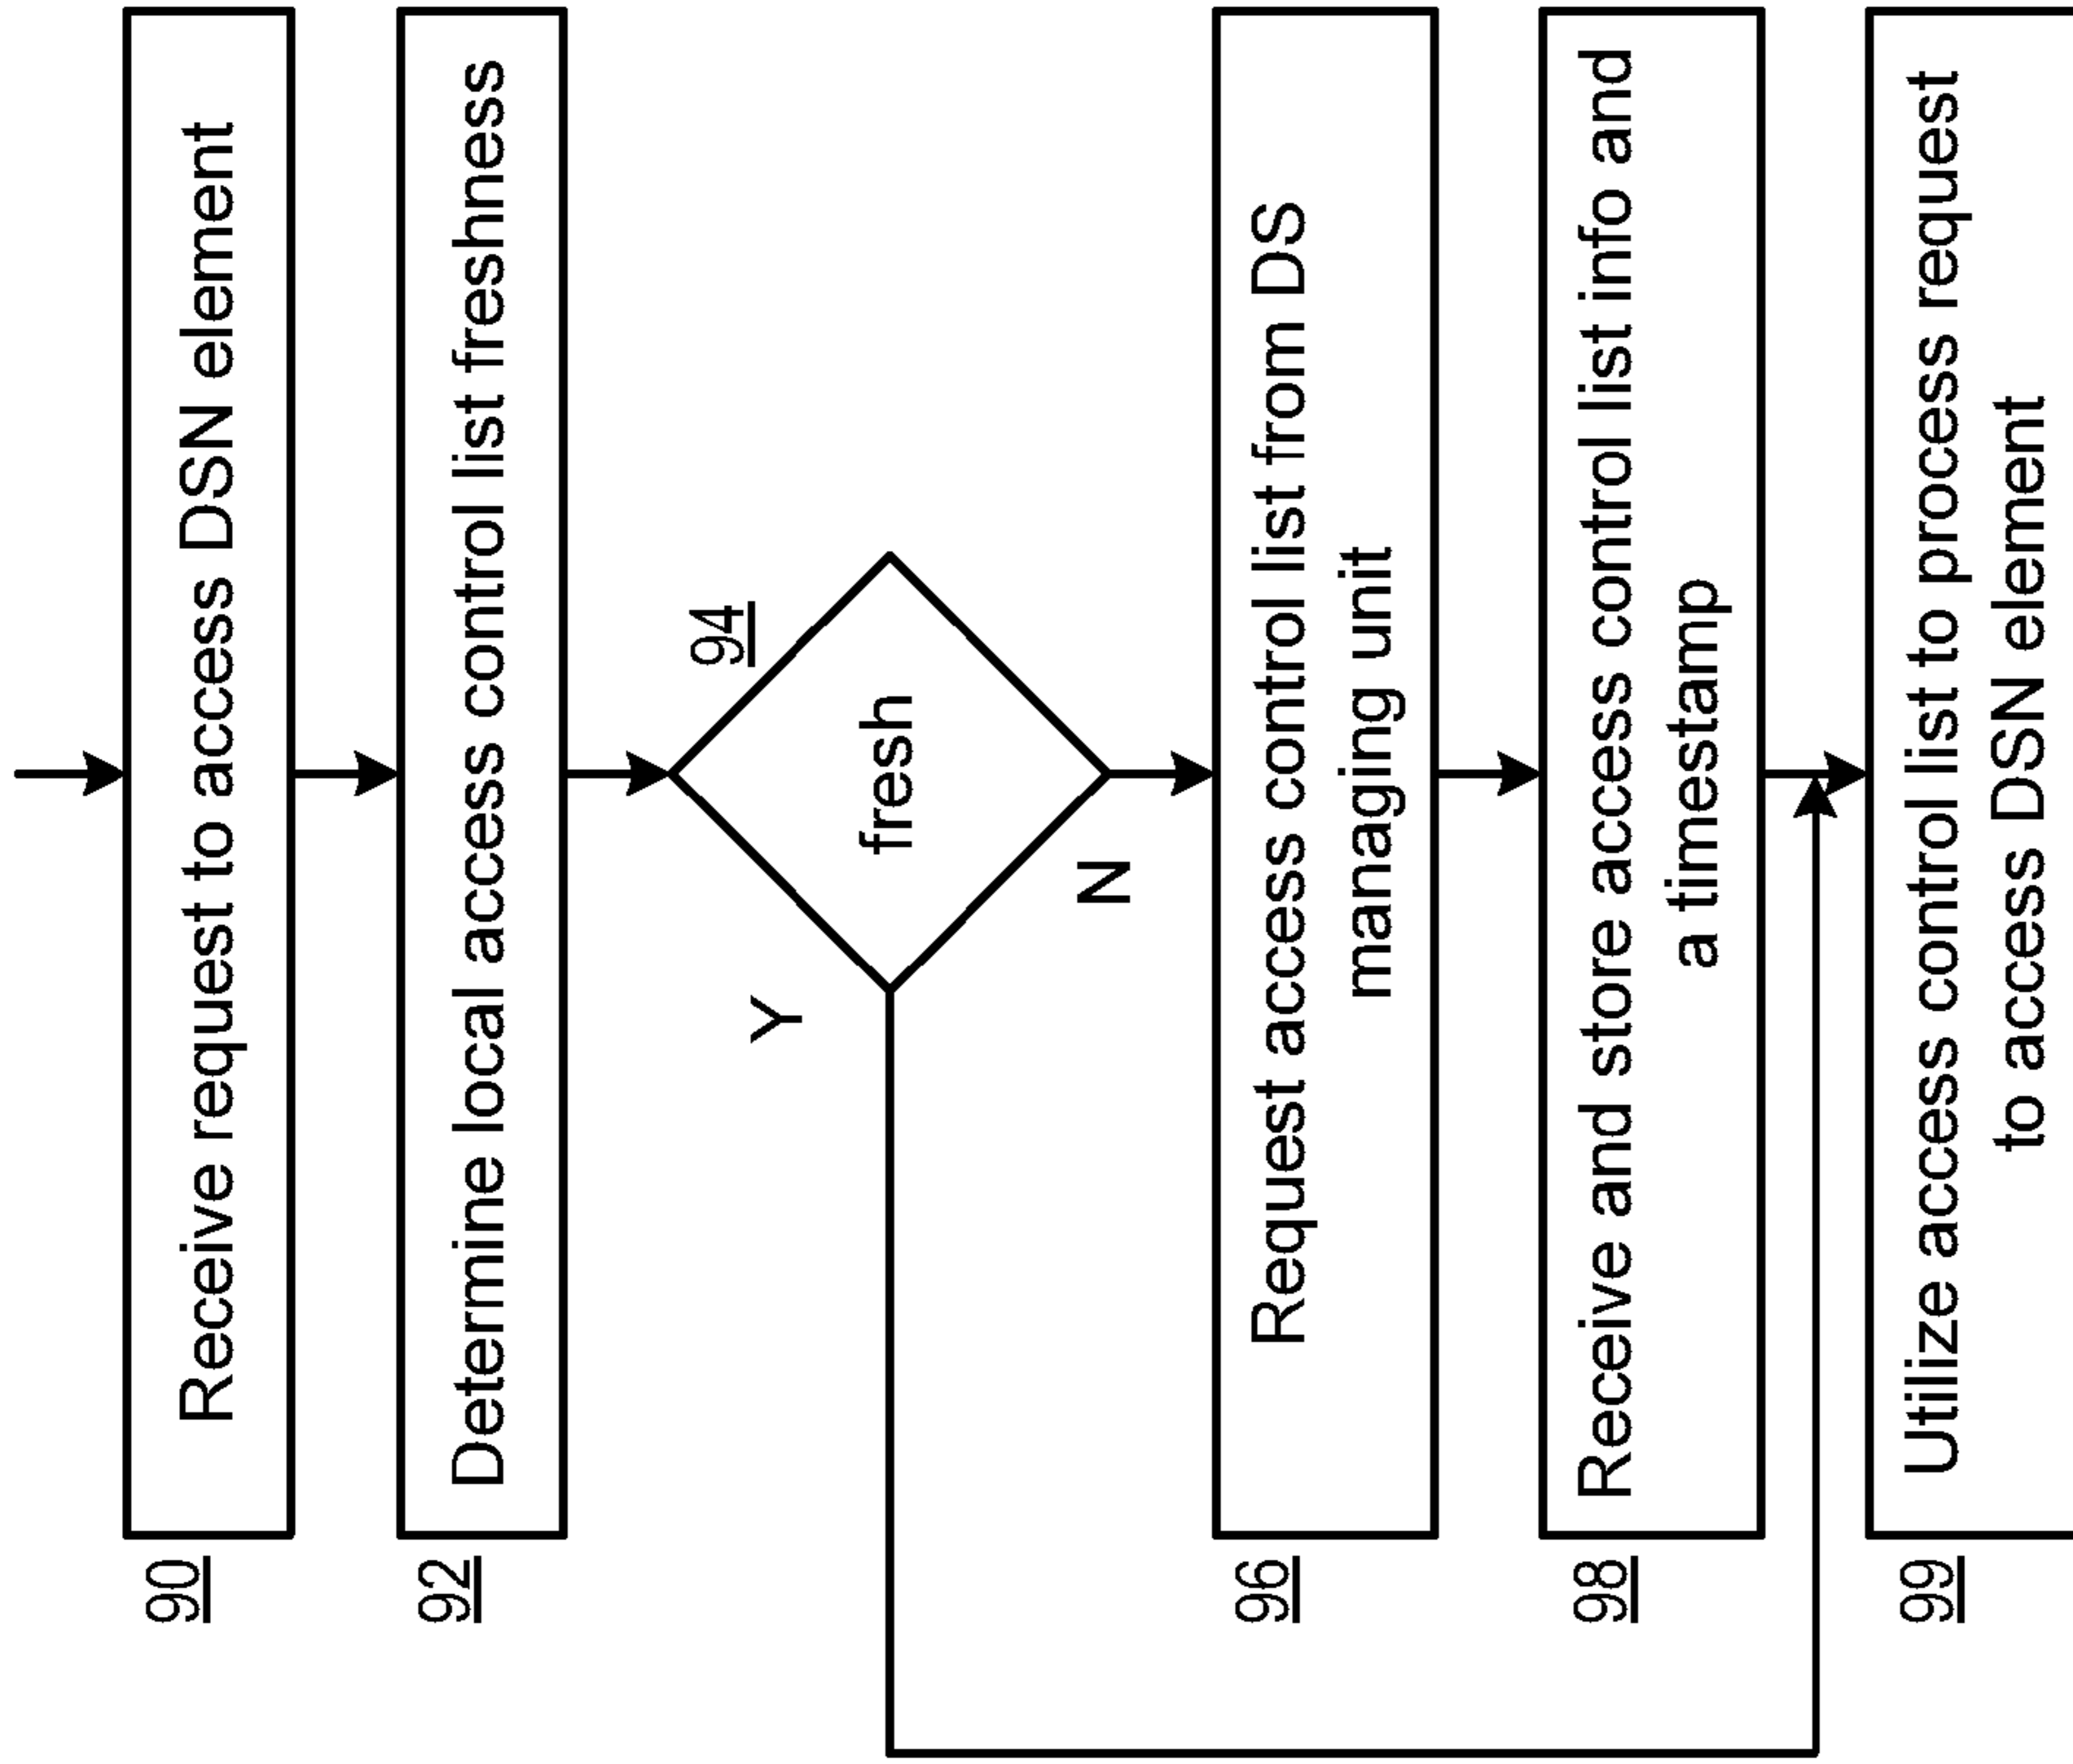 90
Receive request to access DSN element
92
Determine local access control list freshness
94
fresh
Y
N
96
Request access control list from DS
managing unit
98
Receive and store access control list info and
a timestamp
99
Utilize access control list to process request
to access DSN element